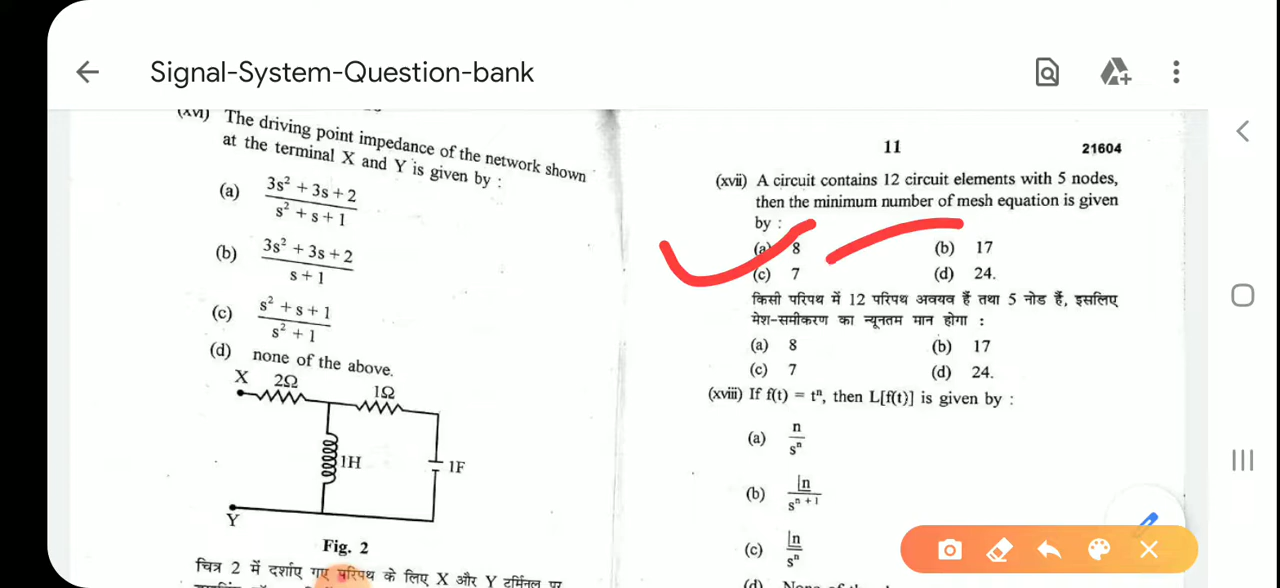 Signal-System-Question-bank
(xvi) The driving point impedance of the network shown
at the terminal X and Y is given by :
(a) 3s² + 3s + 2
s² + s + 1
(b) 3s² + 3s + 2
s + 1
(c) s² + s + 1
s² + 1
(d) none of the above.
X 2Ω 1Ω
1H 1F
Y
Fig. 2
चित्र 2 में दर्शाए गए परिपथ के लिए X और Y टर्मिनल पर
11 21604
(xvii) A circuit contains 12 circuit elements with 5 nodes,
then the minimum number of mesh equation is given
by :
(a) 8 (b) 17
(c) 7 (d) 24.
किसी परिपथ में 12 परिपथ अवयव हैं तथा 5 नोड हैं, इसलिए
मेश-समीकरण का न्यूनतम मान होगा :
(a) 8 (b) 17
(c) 7 (d) 24.
(xviii) If f(t) = tⁿ, then L[f(t)] is given by :
(a) n
sⁿ
(b) |n
sⁿ⁺¹
(c) |n
sⁿ
(d) None of the